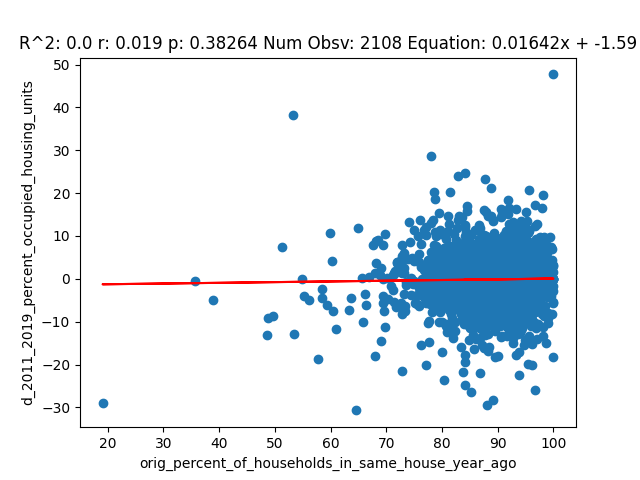 R^2: 0.0 r: 0.019 p: 0.38264 Num Obsv: 2108 Equation: 0.01642x + -1.59
d_2011_2019_percent_occupied_housing_units
50
40
30
20
10
0
−10
−20
−30
20 30 40 50 60 70 80 90 100
orig_percent_of_households_in_same_house_year_ago